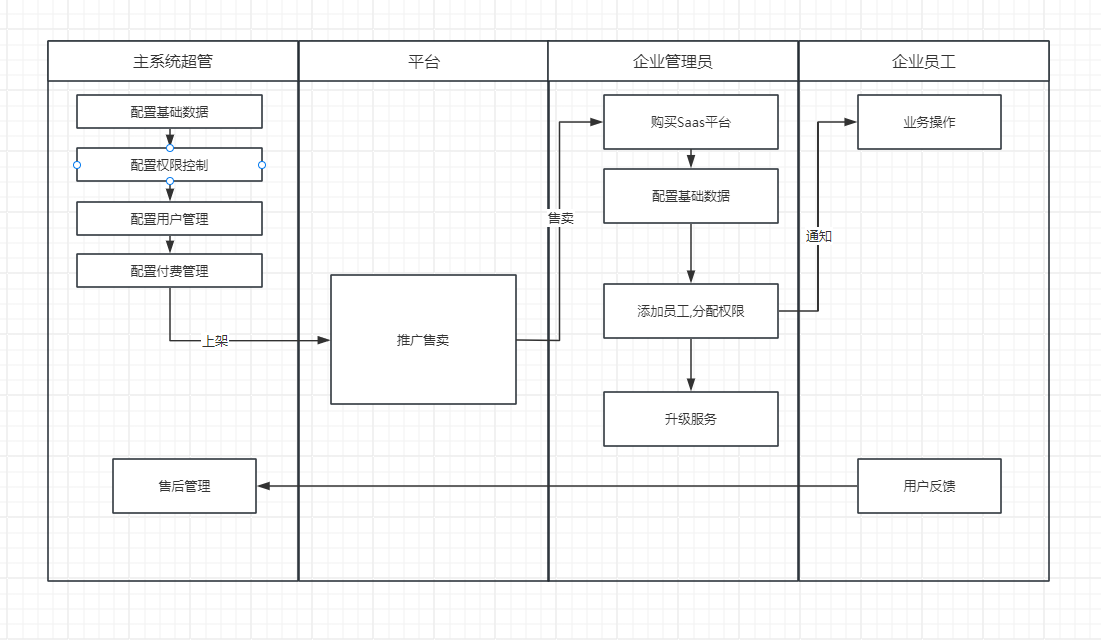 主系统超管
平台
企业管理员
企业员工
配置基础数据
配置权限控制
配置用户管理
配置付费管理
上架
售后管理
推广售卖
售卖
购买Saas平台
配置基础数据
添加员工,分配权限
升级服务
通知
业务操作
用户反馈